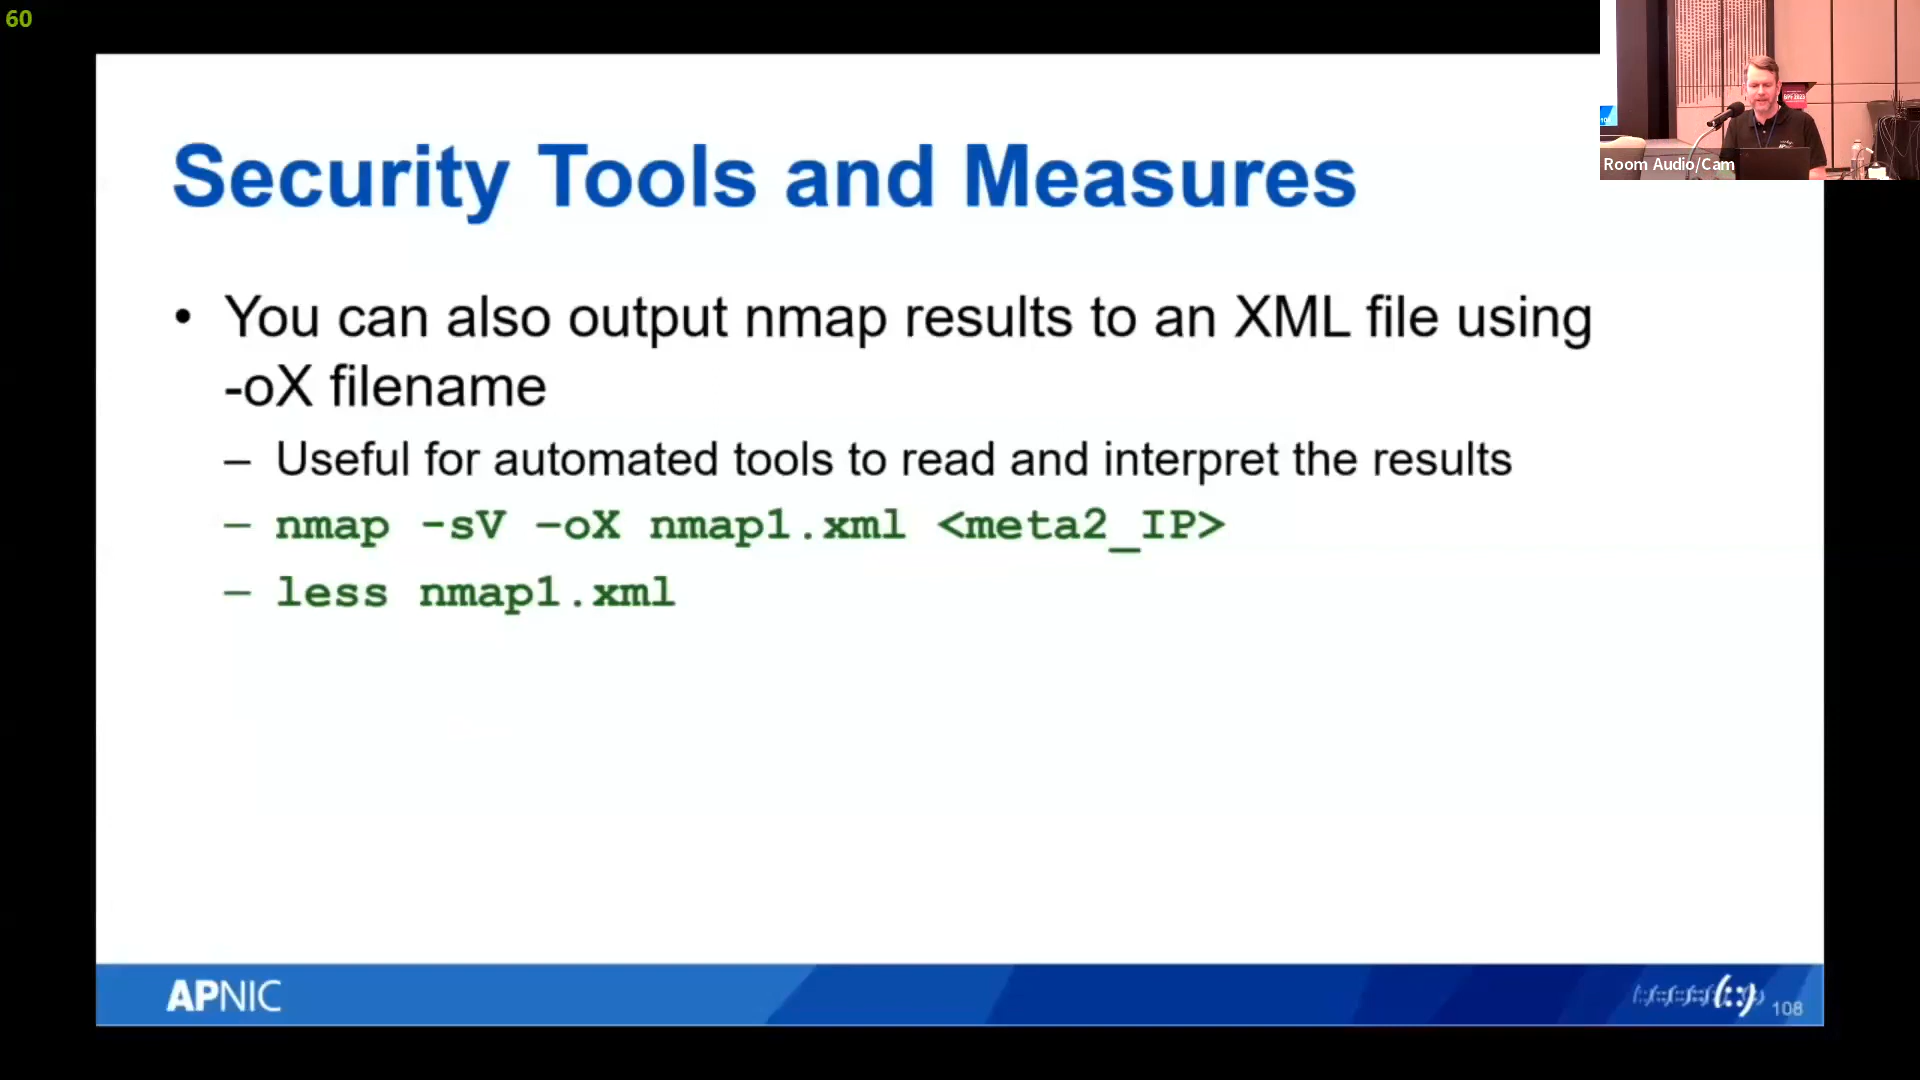 60
Security Tools and Measures
• You can also output nmap results to an XML file using
-oX filename
– Useful for automated tools to read and interpret the results
– nmap -sV –oX nmap1.xml <meta2_IP>
– less nmap1.xml
APNIC
108
Room Audio/Cam